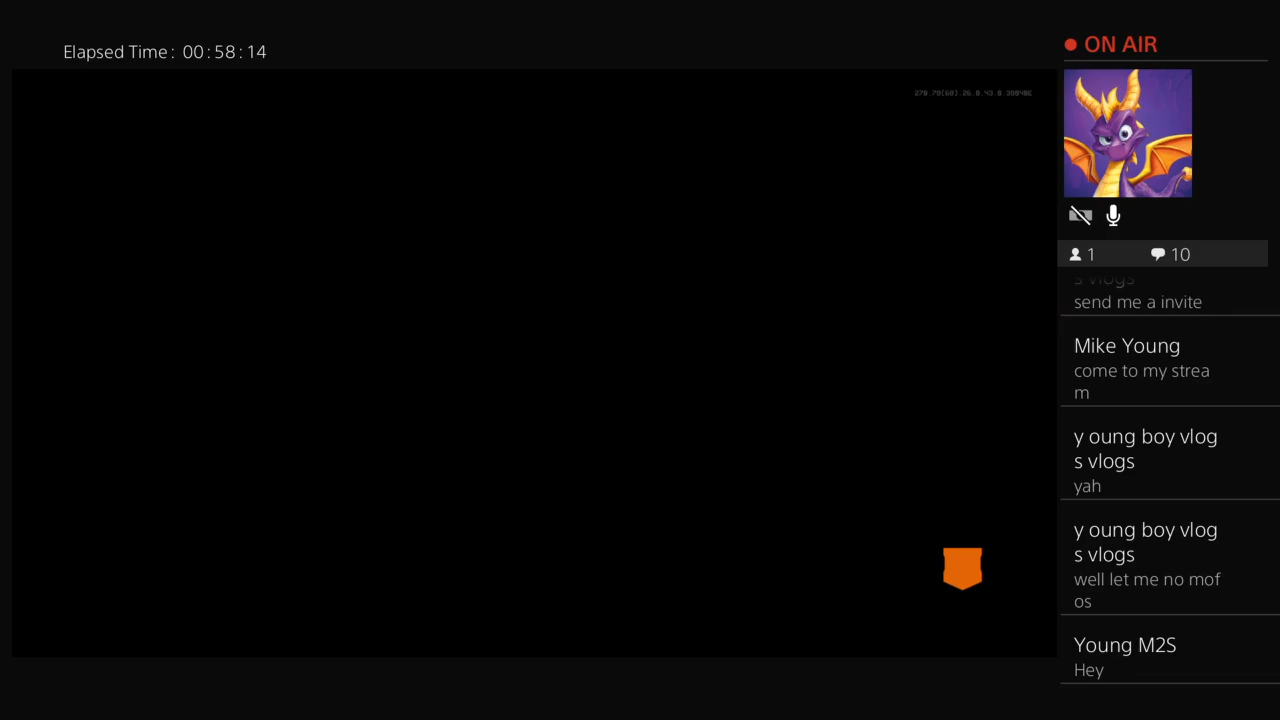 Elapsed Time: 00:58:14
ON AIR
1 10
s vlogs
send me a invite
Mike Young
come to my strea
m
y oung boy vlog
s vlogs
yah
y oung boy vlog
s vlogs
well let me no mof
os
Young M2S
Hey